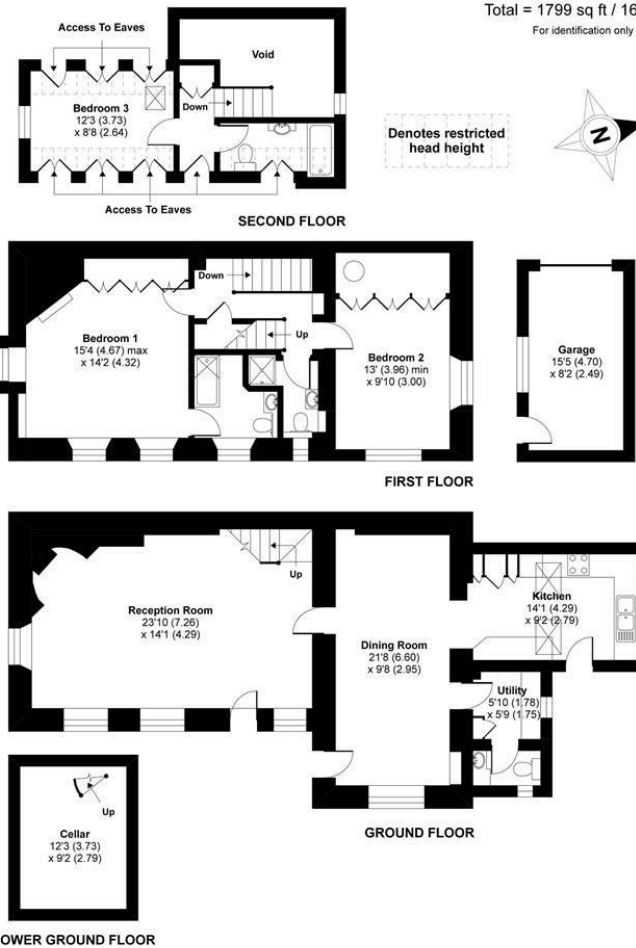 Total = 1799 sq ft / 16
For identification only
Access To Eaves
Void
Bedroom 3
12'3 (3.73)
x 8'8 (2.64)
Down
Access To Eaves
SECOND FLOOR
Denotes restricted
head height
N
Down
Bedroom 1
15'4 (4.67) max
x 14'2 (4.32)
Up
Bedroom 2
13' (3.96) min
x 9'10 (3.00)
Garage
15'5 (4.70)
x 8'2 (2.49)
FIRST FLOOR
Up
Reception Room
23'10 (7.26)
x 14'1 (4.29)
Dining Room
21'8 (6.60)
x 9'8 (2.95)
Kitchen
14'1 (4.29)
x 9'2 (2.79)
Utility
5'10 (1.78)
x 5'9 (1.75)
GROUND FLOOR
Up
Cellar
12'3 (3.73)
x 9'2 (2.79)
OWER GROUND FLOOR